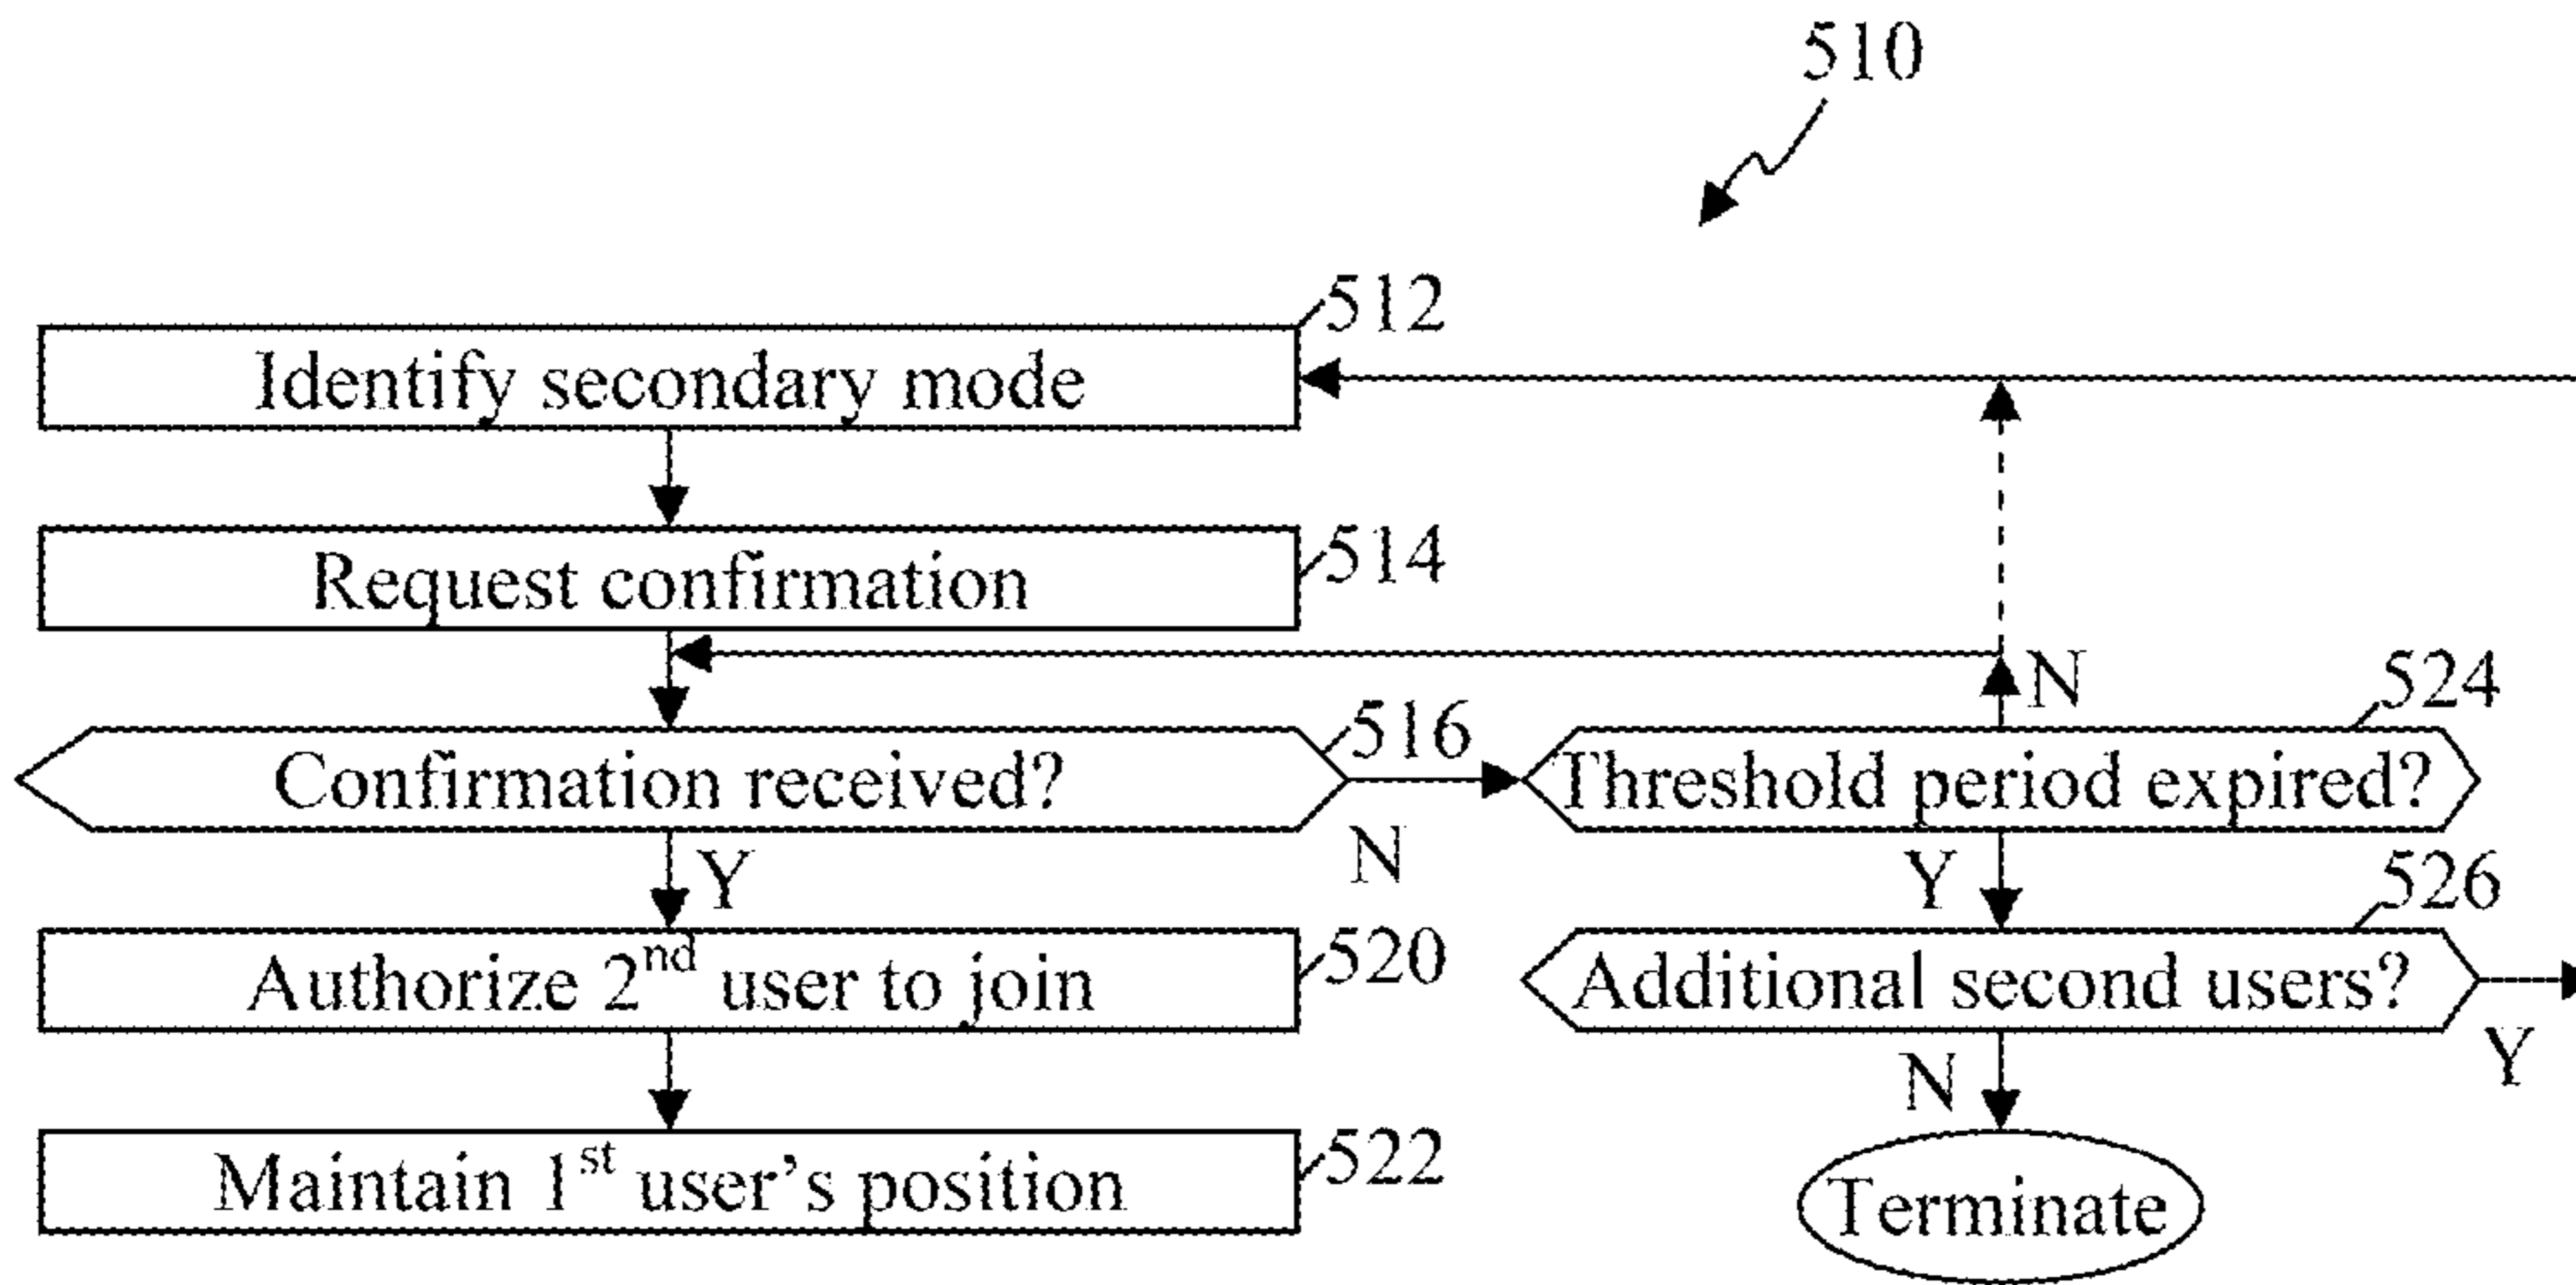 510
512
Identify secondary mode
514
Request confirmation
N
524
516
Confirmation received?
Threshold period expired?
Y
N
Y
526
520
Authorize 2nd user to join
Additional second users?
Y
N
522
Maintain 1st user's position
Terminate